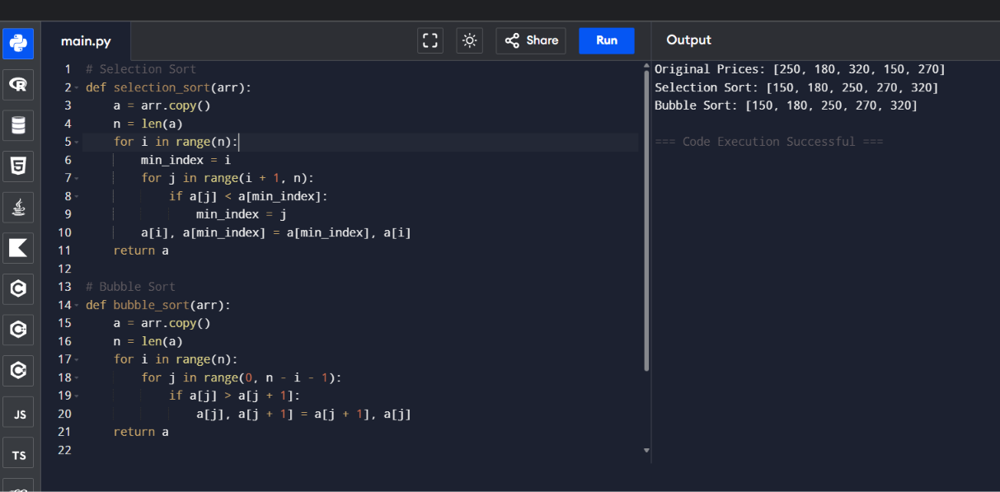 main.py
Share
Run
Output
1 # Selection Sort
2 def selection_sort(arr):
3     a = arr.copy()
4     n = len(a)
5     for i in range(n):
6         min_index = i
7         for j in range(i + 1, n):
8             if a[j] < a[min_index]:
9                 min_index = j
10         a[i], a[min_index] = a[min_index], a[i]
11     return a
12
13 # Bubble Sort
14 def bubble_sort(arr):
15     a = arr.copy()
16     n = len(a)
17     for i in range(n):
18         for j in range(0, n - i - 1):
19             if a[j] > a[j + 1]:
20                 a[j], a[j + 1] = a[j + 1], a[j]
21     return a
22
Original Prices: [250, 180, 320, 150, 270]
Selection Sort: [150, 180, 250, 270, 320]
Bubble Sort: [150, 180, 250, 270, 320]
=== Code Execution Successful ===
R
5
C
C
C
JS
TS